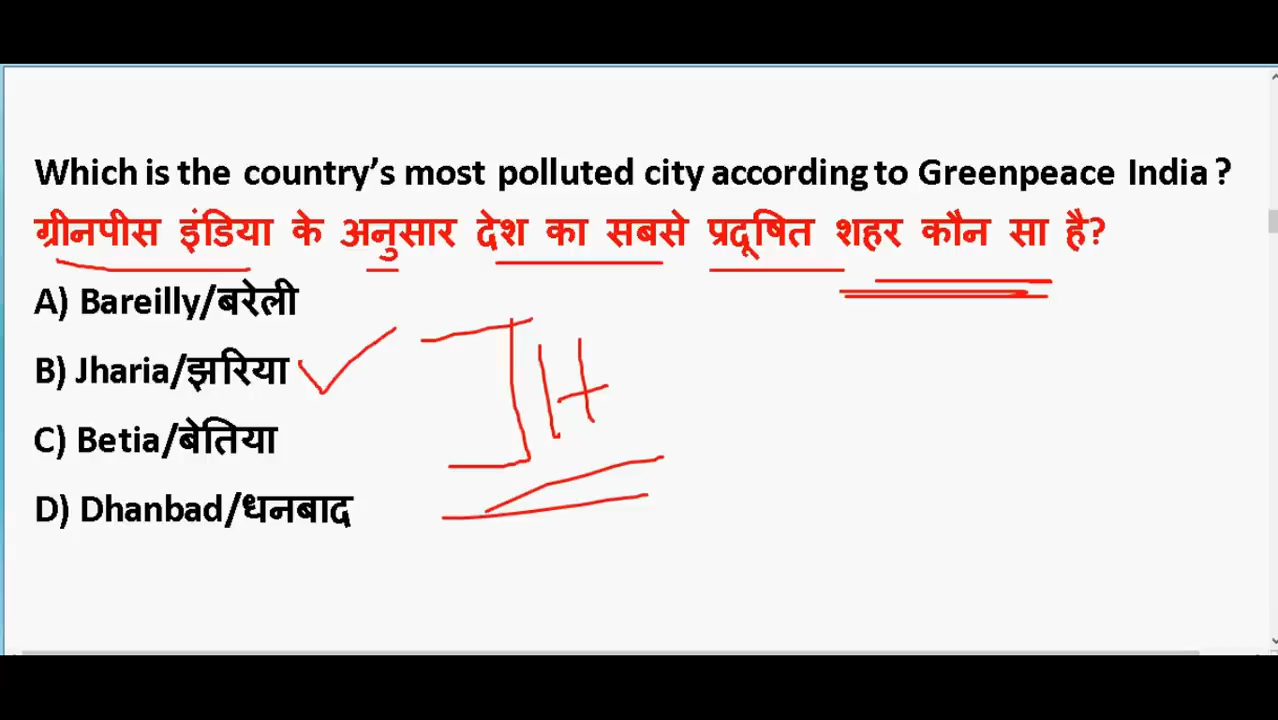 Which is the country's most polluted city according to Greenpeace India ?
ग्रीनपीस इंडिया के अनुसार देश का सबसे प्रदूषित शहर कौन सा है?
A) Bareilly/बरेली
B) Jharia/झरिया
JH
C) Betia/बेतिया
D) Dhanbad/धनबाद